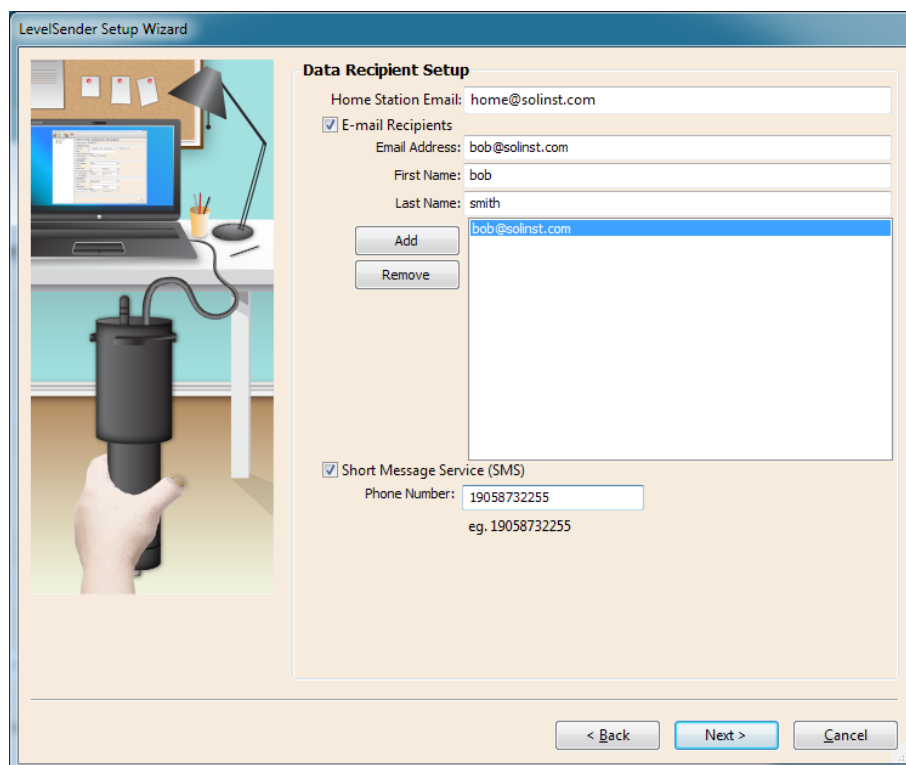 LevelSender Setup Wizard
Data Recipient Setup
Home Station Email: home@solinst.com
E-mail Recipients
Email Address: bob@solinst.com
First Name: bob
Last Name: smith
Add
bob@solinst.com
Remove
Short Message Service (SMS)
Phone Number: 19058732255
eg. 19058732255
< Back
Next >
Cancel